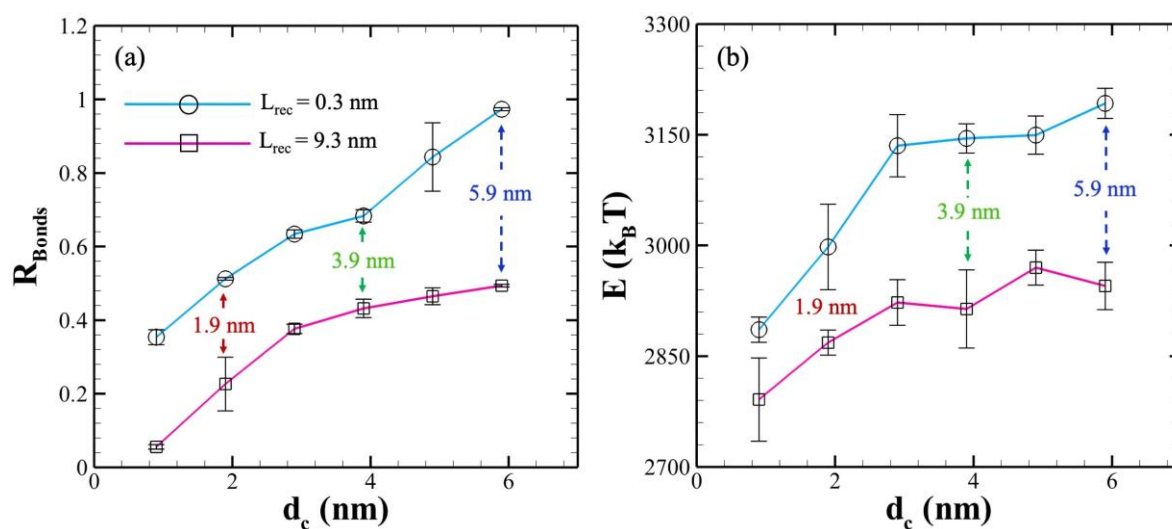 (a)
L_rec = 0.3 nm
L_rec = 9.3 nm
1.9 nm
3.9 nm
5.9 nm
R_Bonds
0
0.2
0.4
0.6
0.8
1
1.2
0
2
4
6
d_c (nm)
(b)
1.9 nm
3.9 nm
5.9 nm
E (k_BT)
2700
2850
3000
3150
3300
0
2
4
6
d_c (nm)